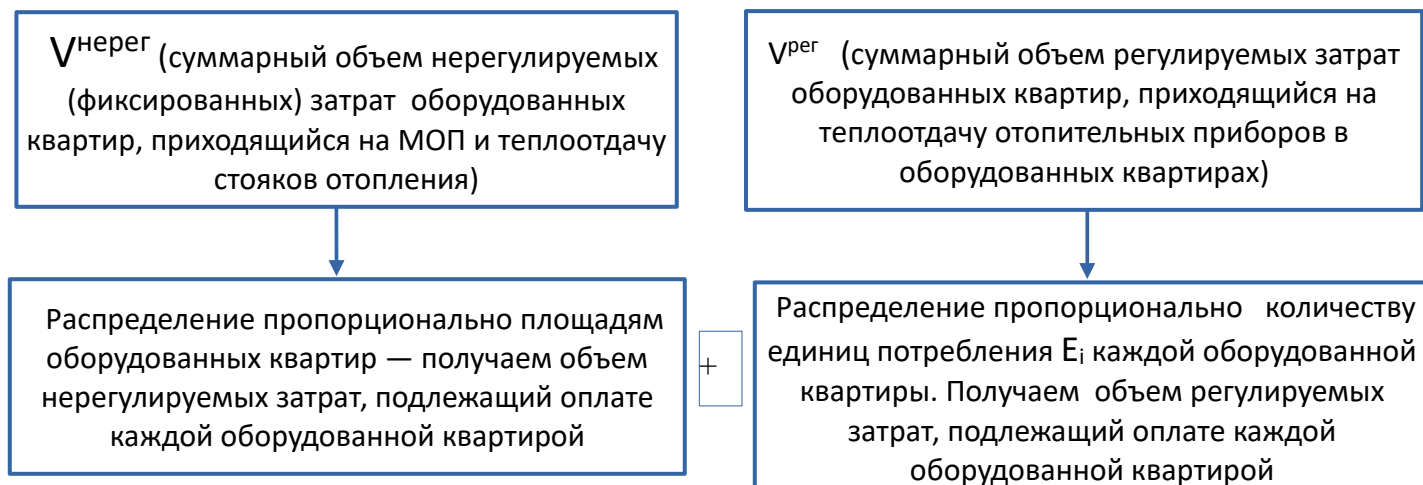 Vнерег (суммарный объем нерегулируемых
(фиксированных) затрат оборудованных
квартир, приходящийся на МОП и теплоотдачу
стояков отопления)
Vрег (суммарный объем регулируемых затрат
оборудованных квартир, приходящийся на
теплоотдачу отопительных приборов в
оборудованных квартирах)
Распределение пропорционально площадям
оборудованных квартир — получаем объем
нерегулируемых затрат, подлежащий оплате
каждой оборудованной квартирой
+
Распределение пропорционально количеству
единиц потребления Ei каждой оборудованной
квартиры. Получаем объем регулируемых
затрат, подлежащий оплате каждой
оборудованной квартирой